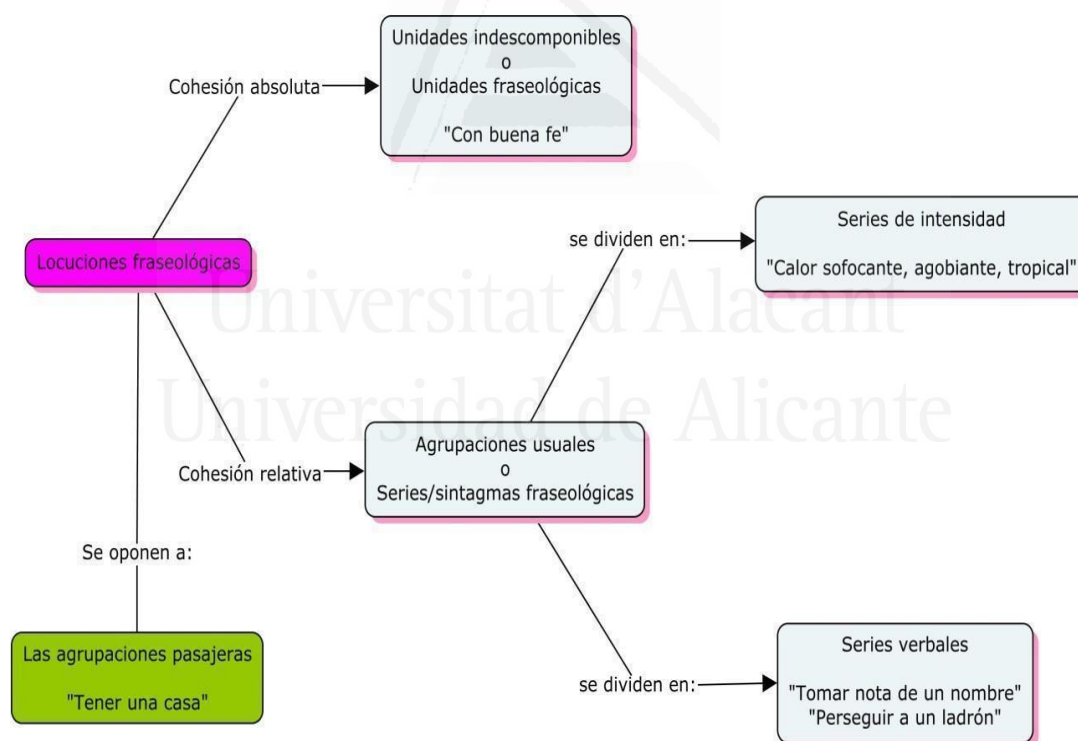 Unidades indescomponibles
o
Unidades fraseológicas
"Con buena fe"
Cohesión absoluta
Series de intensidad
"Calor sofocante, agobiante, tropical"
se dividen en:
Locuciones fraseológicas
Universitat d'Alacant
Universidad de Alicante
Agrupaciones usuales
o
Series/sintagmas fraseológicas
Cohesión relativa
Se oponen a:
Las agrupaciones pasajeras
"Tener una casa"
se dividen en:
Series verbales
"Tomar nota de un nombre"
"Perseguir a un ladrón"